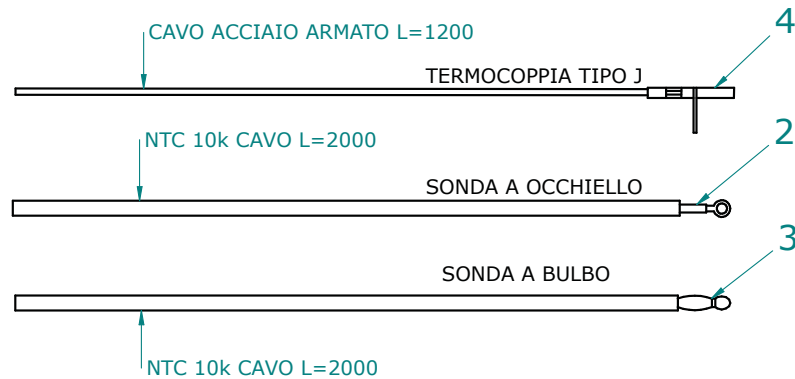 CAVO ACCIAIO ARMATO L=1200
4
TERMOCOPPIA TIPO J
NTC 10k CAVO L=2000
2
SONDA A OCCHIELLO
3
SONDA A BULBO
NTC 10k CAVO L=2000